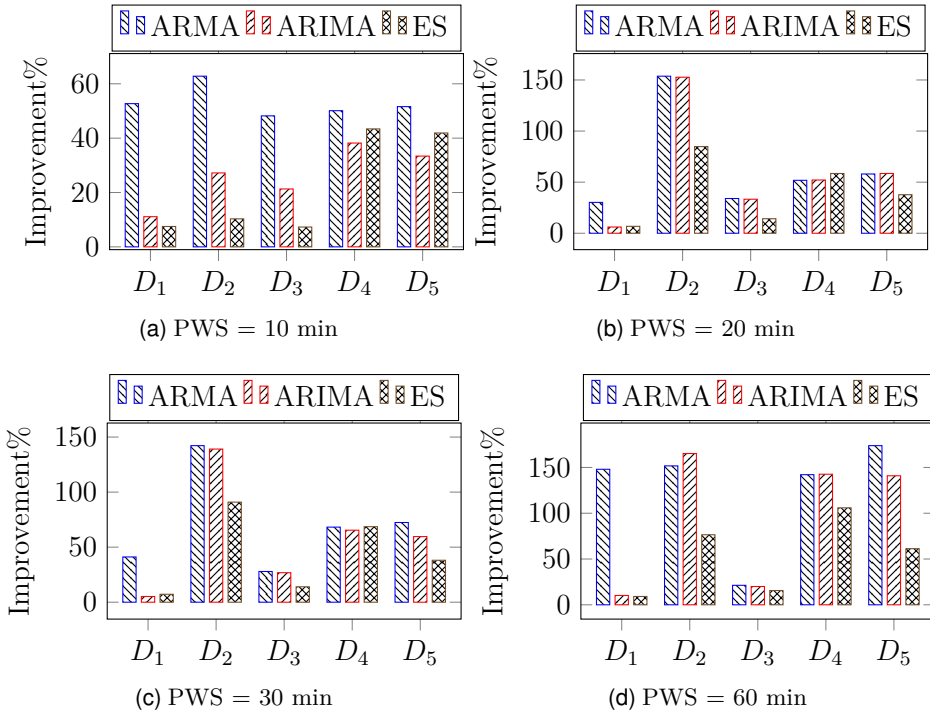 ARMA ARIMA ES
Improvement%
60
40
20
0
D1 D2 D3 D4 D5
(a) PWS = 10 min
ARMA ARIMA ES
Improvement%
150
100
50
0
D1 D2 D3 D4 D5
(b) PWS = 20 min
ARMA ARIMA ES
Improvement%
150
100
50
0
D1 D2 D3 D4 D5
(c) PWS = 30 min
ARMA ARIMA ES
Improvement%
150
100
50
0
D1 D2 D3 D4 D5
(d) PWS = 60 min